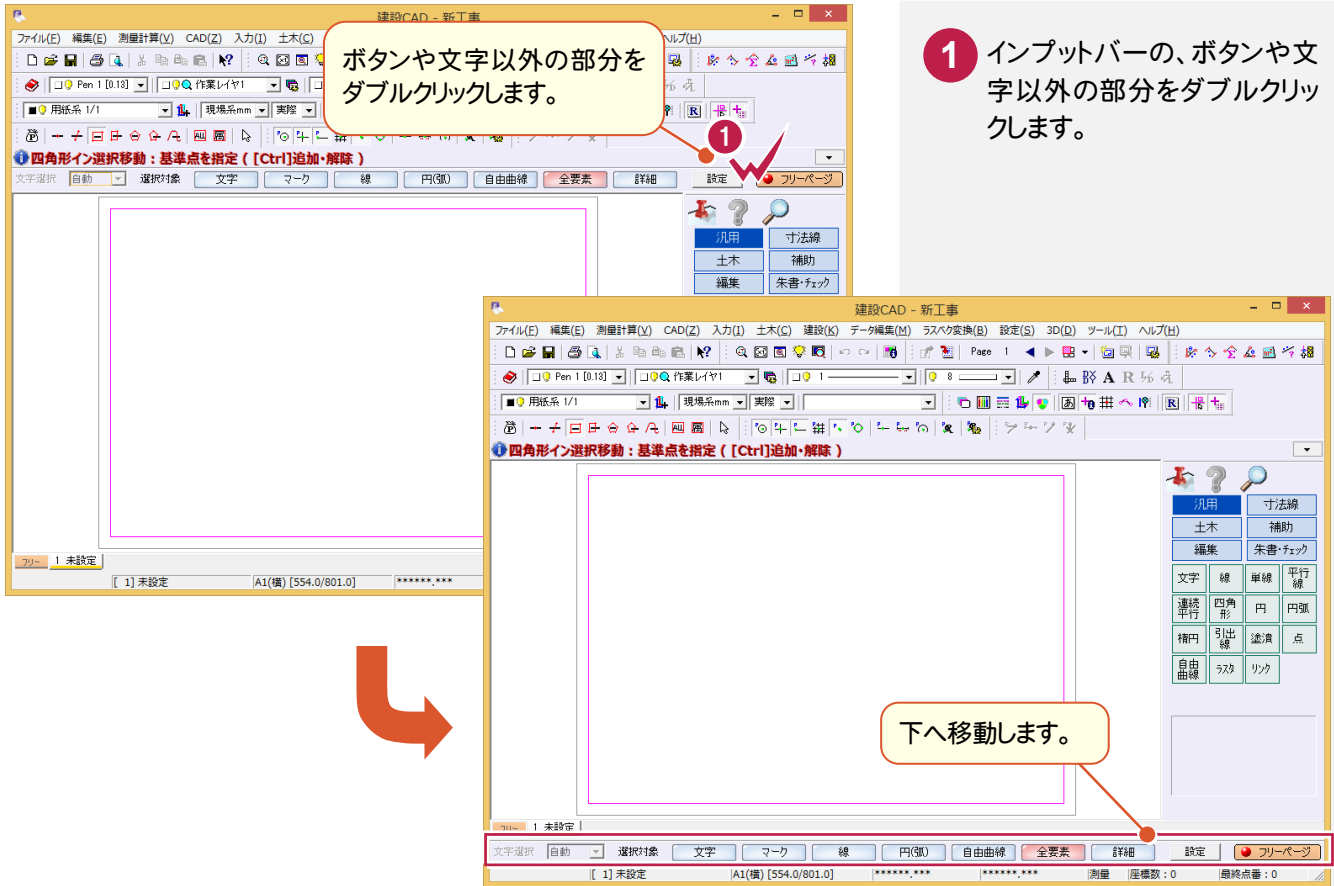 建設CAD - 新工事
ファイル(F) 編集(E) 測量計算(V) CAD(Z) 入力(I) 土木(C) ヘルプ(H)
ボタンや文字以外の部分を
ダブルクリックします。
1 インプットバーの、ボタンや文
字以外の部分をダブルクリッ
クします。
Pen 1 [0.13] 作業レイヤ1
用紙系 1/1 現場系mm 実際
1
四角形イン選択移動：基準点を指定 ( [Ctrl]追加・解除 )
文字選択 自動 選択対象 文字 マーク 線 円(弧) 自由曲線 全要素 詳細 設定 フリーページ
汎用 寸法線
土木 補助
編集 朱書・チェック
フリー 1 未設定
[ 1] 未設定 A1(横) [554.0/801.0] ******.***
建設CAD - 新工事
ファイル(F) 編集(E) 測量計算(V) CAD(Z) 入力(I) 土木(C) 建設(K) データ編集(M) ラスベク変換(B) 設定(S) 3D(D) ツール(T) ヘルプ(H)
Page 1
Pen 1 [0.13] 作業レイヤ1 1 8
用紙系 1/1 現場系mm 実際
四角形イン選択移動：基準点を指定 ( [Ctrl]追加・解除 )
汎用 寸法線
土木 補助
編集 朱書・チェック
文字 線 単線 平行線
連続平行 四角形 円 円弧
楕円 引出線 塗潰 点
自由曲線 ラスタ リンク
下へ移動します。
フリー 1 未設定
文字選択 自動 選択対象 文字 マーク 線 円(弧) 自由曲線 全要素 詳細 設定 フリーページ
[ 1] 未設定 A1(横) [554.0/801.0] ******.*** ******.*** 測量 座標数：0 最終点番：0